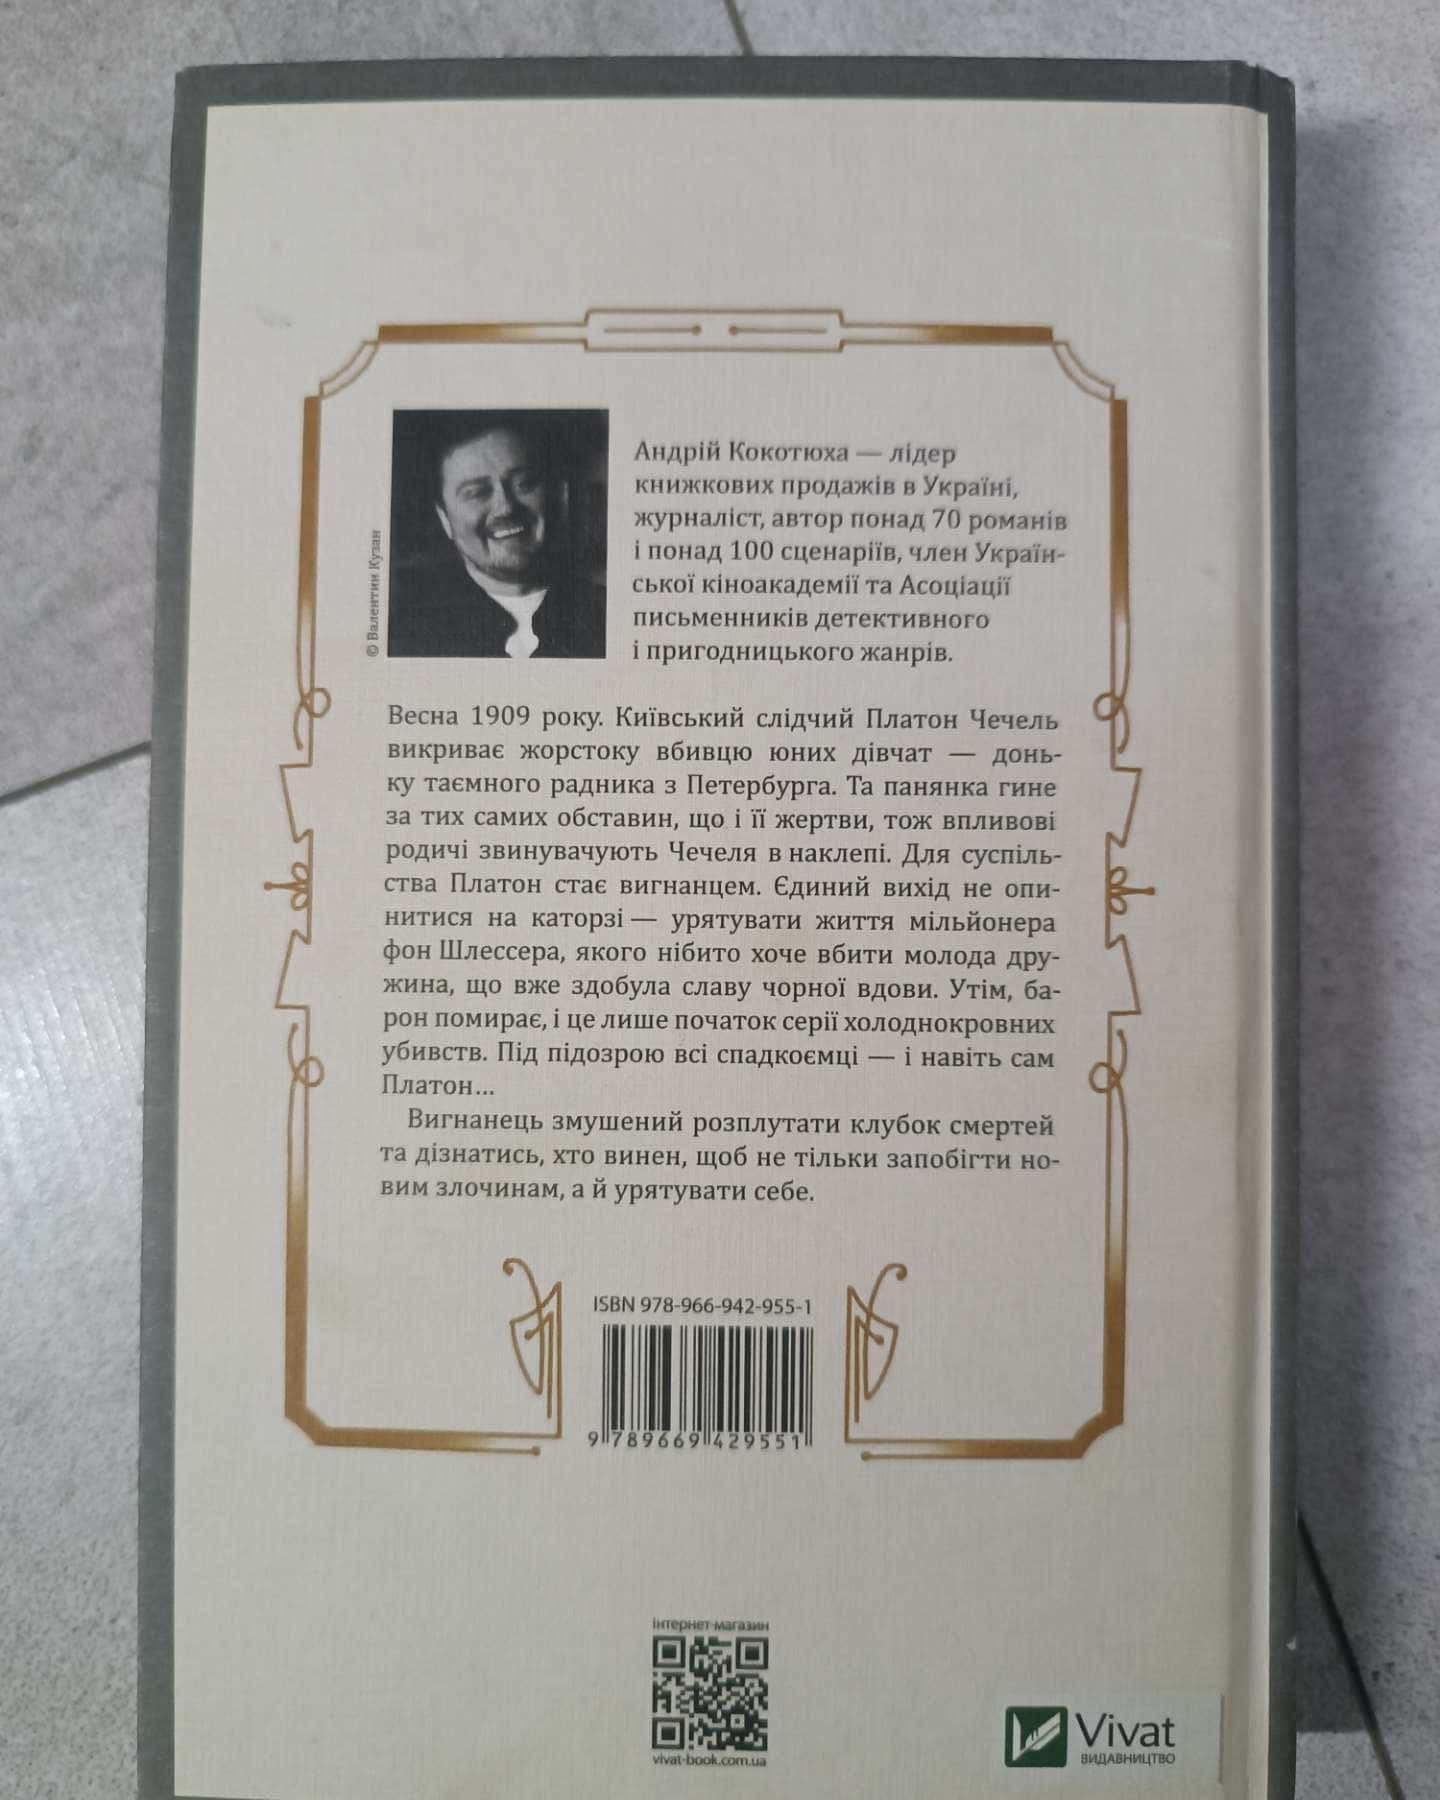 © Валентин Кузан
Андрій Кокотюха — лідер
книжкових продажів в Україні,
журналіст, автор понад 70 романів
і понад 100 сценаріїв, член Україн-
ської кіноакадемії та Асоціації
письменників детективного
і пригодницького жанрів.
Весна 1909 року. Київський слідчий Платон Чечель
викриває жорстоку вбивцю юних дівчат — донь-
ку таємного радника з Петербурга. Та панянка гине
за тих самих обставин, що і її жертви, тож впливові
родичі звинувачують Чечеля в наклепі. Для суспіль-
ства Платон стає вигнанцем. Єдиний вихід не опи-
нитися на каторзі — урятувати життя мільйонера
фон Шлессера, якого нібито хоче вбити молода дру-
жина, що вже здобула славу чорної вдови. Утім, ба-
рон помирає, і це лише початок серії холоднокровних
убивств. Під підозрою всі спадкоємці — і навіть сам
Платон...
Вигнанець змушений розплутати клубок смертей
та дізнатись, хто винен, щоб не тільки запобігти но-
вим злочинам, а й урятувати себе.
ISBN 978-966-942-955-1
9 789669 429551
інтернет-магазин
vivat-book.com.ua
Vivat
ВИДАВНИЦТВО